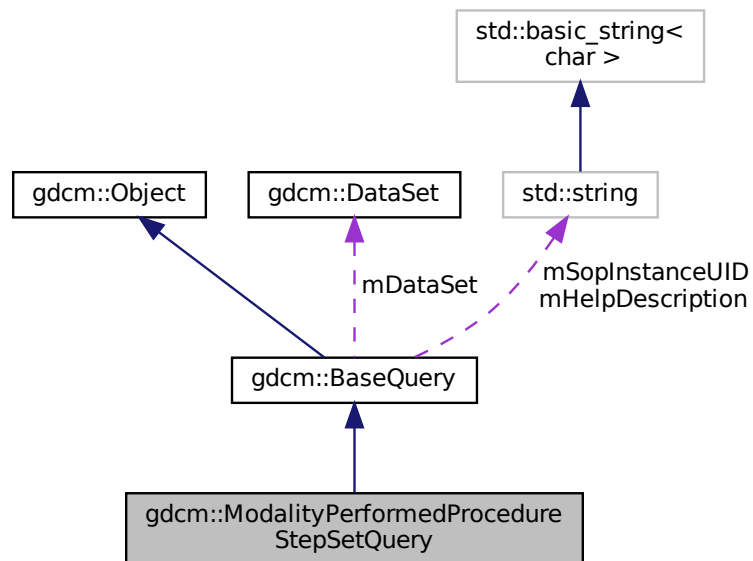 std::basic_string<
char >
gdcm::Object
gdcm::DataSet
std::string
mDataSet
mSopInstanceUID
mHelpDescription
gdcm::BaseQuery
gdcm::ModalityPerformedProcedure
StepSetQuery